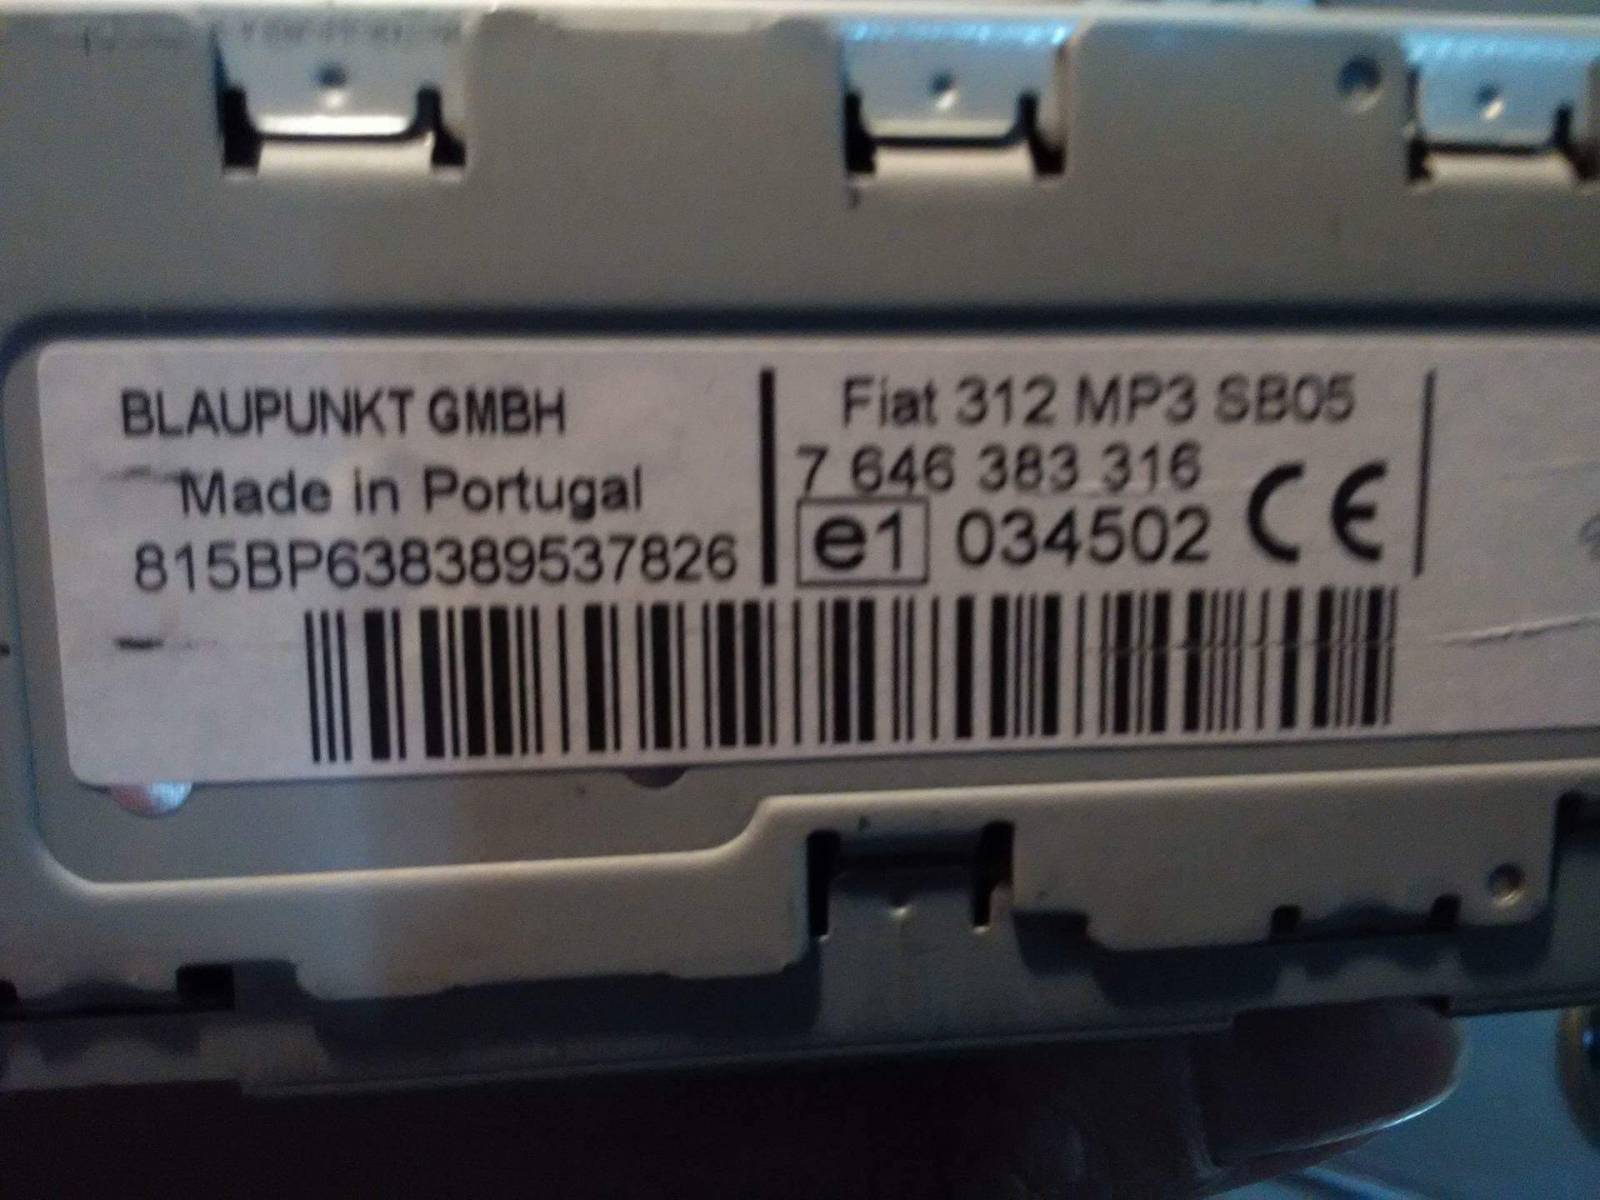 BLAUPUNKT GMBH
Made in Portugal
815BP638389537826
Fiat 312 MP3 SB05
7 646 383 316
e1 034502 CE